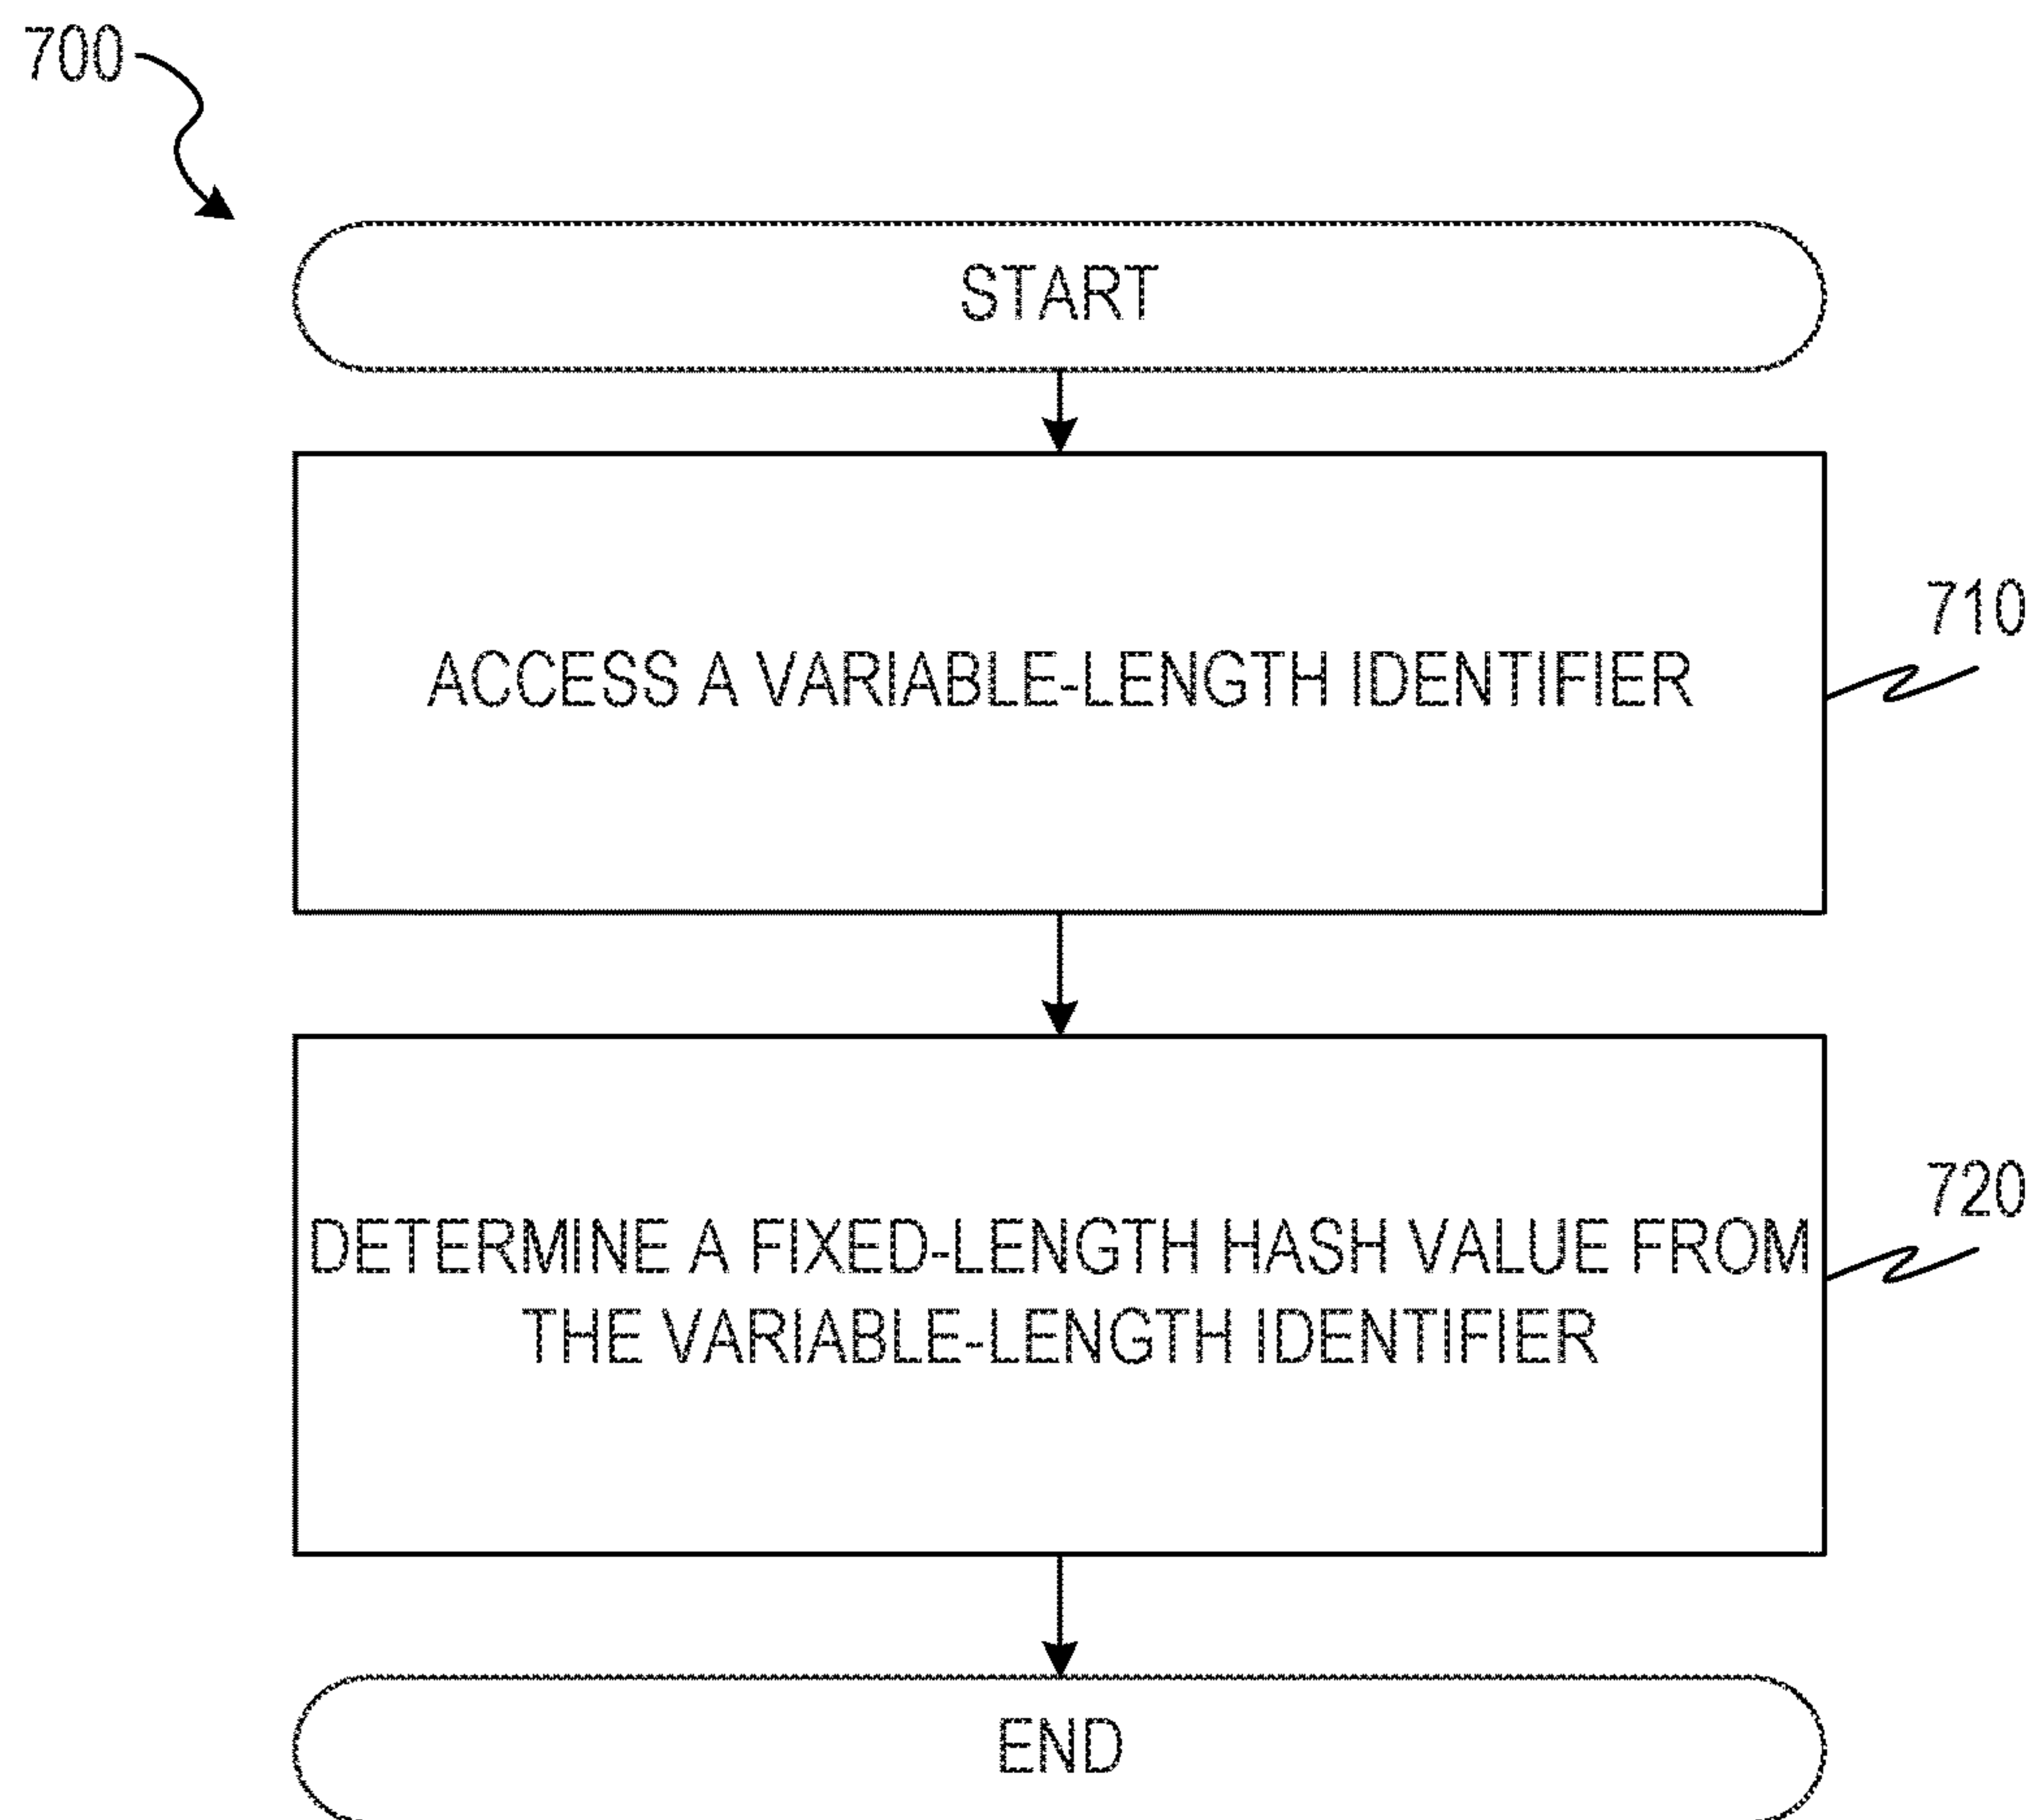 700
START
ACCESS A VARIABLE-LENGTH IDENTIFIER
710
DETERMINE A FIXED-LENGTH HASH VALUE FROM
THE VARIABLE-LENGTH IDENTIFIER
720
END